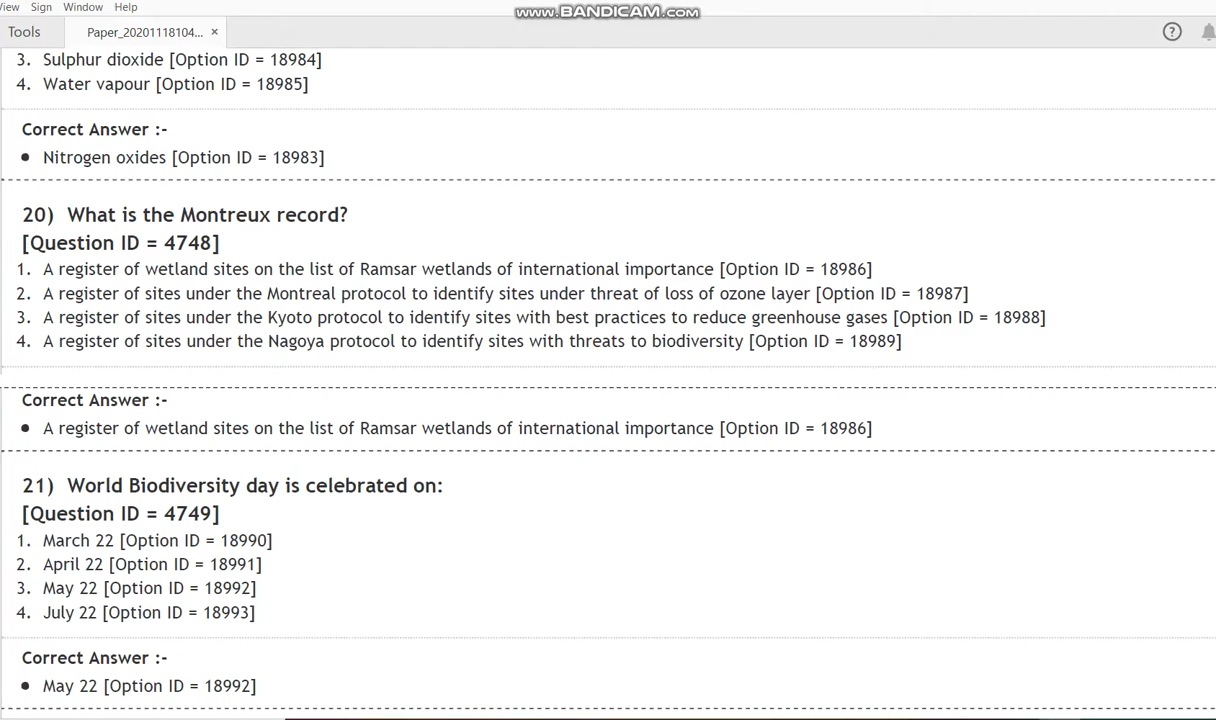 View Sign Window Help
www.BANDICAM.com
Tools Paper_20201118104... ×
3. Sulphur dioxide [Option ID = 18984]
4. Water vapour [Option ID = 18985]
Correct Answer :-
• Nitrogen oxides [Option ID = 18983]
20) What is the Montreux record?
[Question ID = 4748]
1. A register of wetland sites on the list of Ramsar wetlands of international importance [Option ID = 18986]
2. A register of sites under the Montreal protocol to identify sites under threat of loss of ozone layer [Option ID = 18987]
3. A register of sites under the Kyoto protocol to identify sites with best practices to reduce greenhouse gases [Option ID = 18988]
4. A register of sites under the Nagoya protocol to identify sites with threats to biodiversity [Option ID = 18989]
Correct Answer :-
• A register of wetland sites on the list of Ramsar wetlands of international importance [Option ID = 18986]
21) World Biodiversity day is celebrated on:
[Question ID = 4749]
1. March 22 [Option ID = 18990]
2. April 22 [Option ID = 18991]
3. May 22 [Option ID = 18992]
4. July 22 [Option ID = 18993]
Correct Answer :-
• May 22 [Option ID = 18992]